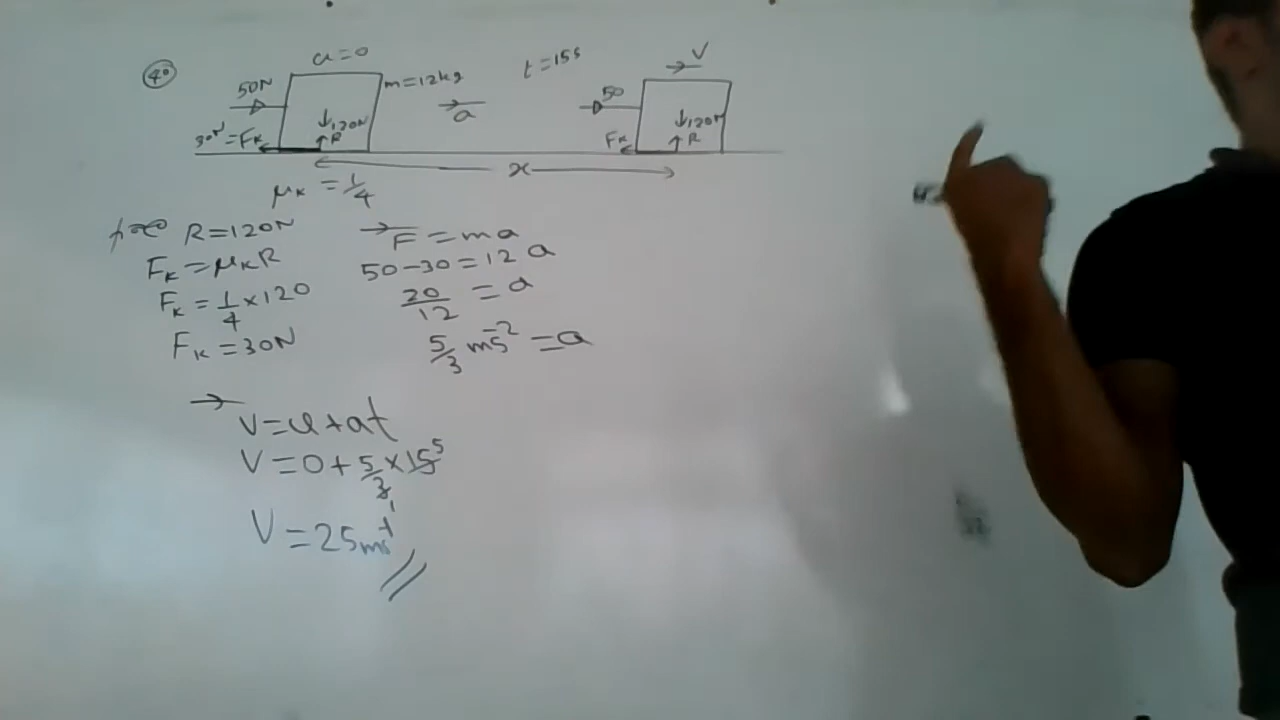 40
a=0
50N
m=12kg
a
t=15s
V
50
30N=FK
↓120N
↑R
FK
↓120N
↑R
x
μK = 1/4
R=120N
FK=μKR
FK = 1/4 ×120
FK =30N
→ F =ma
50-30=12 a
20/12 = a
5/3 ms-2 =a
→
V=u+at
V=0+5/3×15 5
V=25ms-1